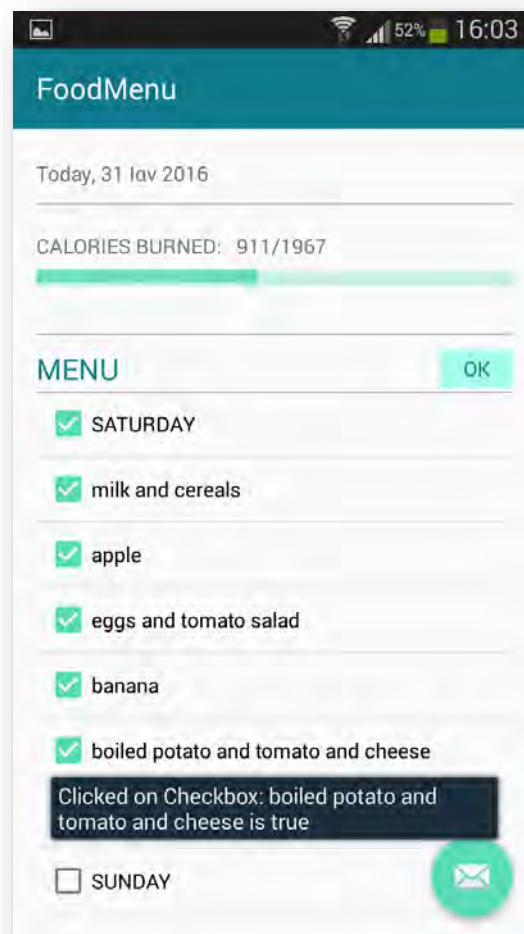 52% 16:03
FoodMenu
Today, 31 Ιαν 2016
CALORIES BURNED: 911/1967
MENU OK
SATURDAY
milk and cereals
apple
eggs and tomato salad
banana
boiled potato and tomato and cheese
Clicked on Checkbox: boiled potato and
tomato and cheese is true
SUNDAY